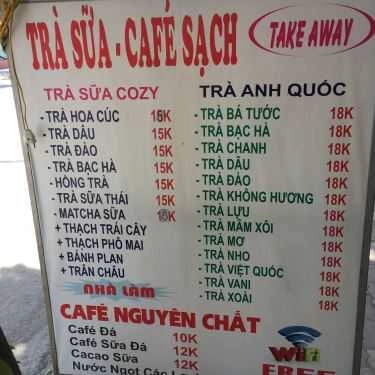 TRÀ SỮA - CAFÉ SẠCH
TAKE AWAY
TRÀ SỮA COZY
- TRÀ HOA CÚC 15K
- TRÀ DÂU 15K
- TRÀ ĐÀO 15K
- TRÀ BẠC HÀ 15K
- HỒNG TRÀ 15K
- TRÀ SỮA THÁI 15K
- MATCHA SỮA
+ THẠCH TRÁI CÂY
+ THẠCH PHÔ MAI
+ BÁNH PLAN
+ TRÂN CHÂU
NHÀ LÀM
TRÀ ANH QUỐC
- TRÀ BÁ TƯỚC 18K
- TRÀ BẠC HÀ 18K
- TRÀ CHANH 18K
- TRÀ DÂU 18K
- TRÀ ĐÀO 18K
- TRÀ KHÔNG HƯƠNG 18K
- TRÀ LỰU 18K
- TRÀ MÂM XÔI 18K
- TRÀ MƠ 18K
- TRÀ NHO 18K
- TRÀ VIỆT QUỐC 18K
- TRÀ VANI 18K
- TRÀ XOÀI 18K
CAFÉ NGUYÊN CHẤT
Café Đá 10K
Café Sữa Đá 12K
Cacao Sữa 12K
Nước Ngọt Các
Wifi
FREE